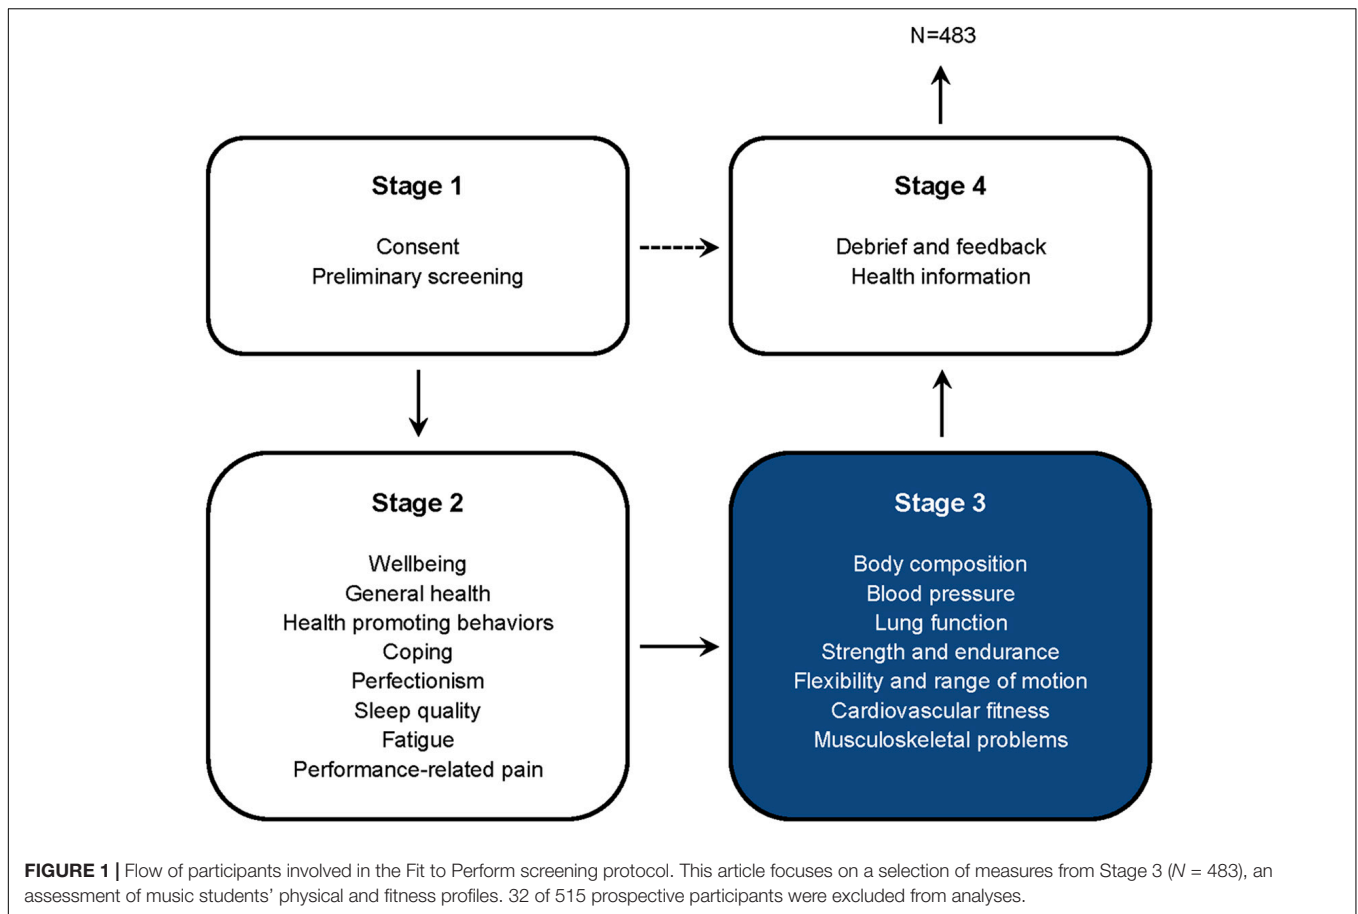 N=483
Stage 1
Consent
Preliminary screening
Stage 4
Debrief and feedback
Health information
Stage 2
Wellbeing
General health
Health promoting behaviors
Coping
Perfectionism
Sleep quality
Fatigue
Performance-related pain
Stage 3
Body composition
Blood pressure
Lung function
Strength and endurance
Flexibility and range of motion
Cardiovascular fitness
Musculoskeletal problems
FIGURE 1 | Flow of participants involved in the Fit to Perform screening protocol. This article focuses on a selection of measures from Stage 3 (N = 483), an
assessment of music students’ physical and fitness profiles. 32 of 515 prospective participants were excluded from analyses.